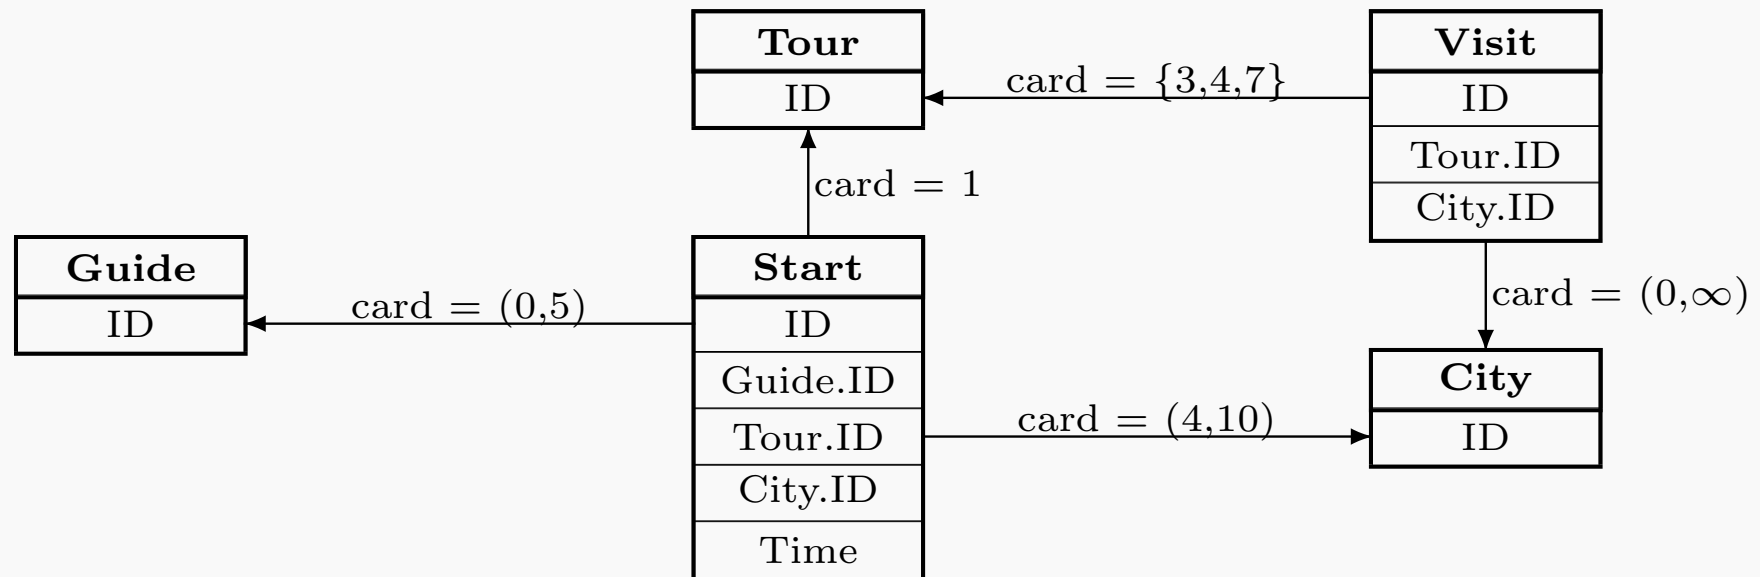 Tour
ID
card = {3,4,7}
Visit
ID
Tour.ID
City.ID
card = 1
Guide
ID
card = (0,5)
Start
ID
Guide.ID
Tour.ID
City.ID
Time
card = (0,∞)
card = (4,10)
City
ID